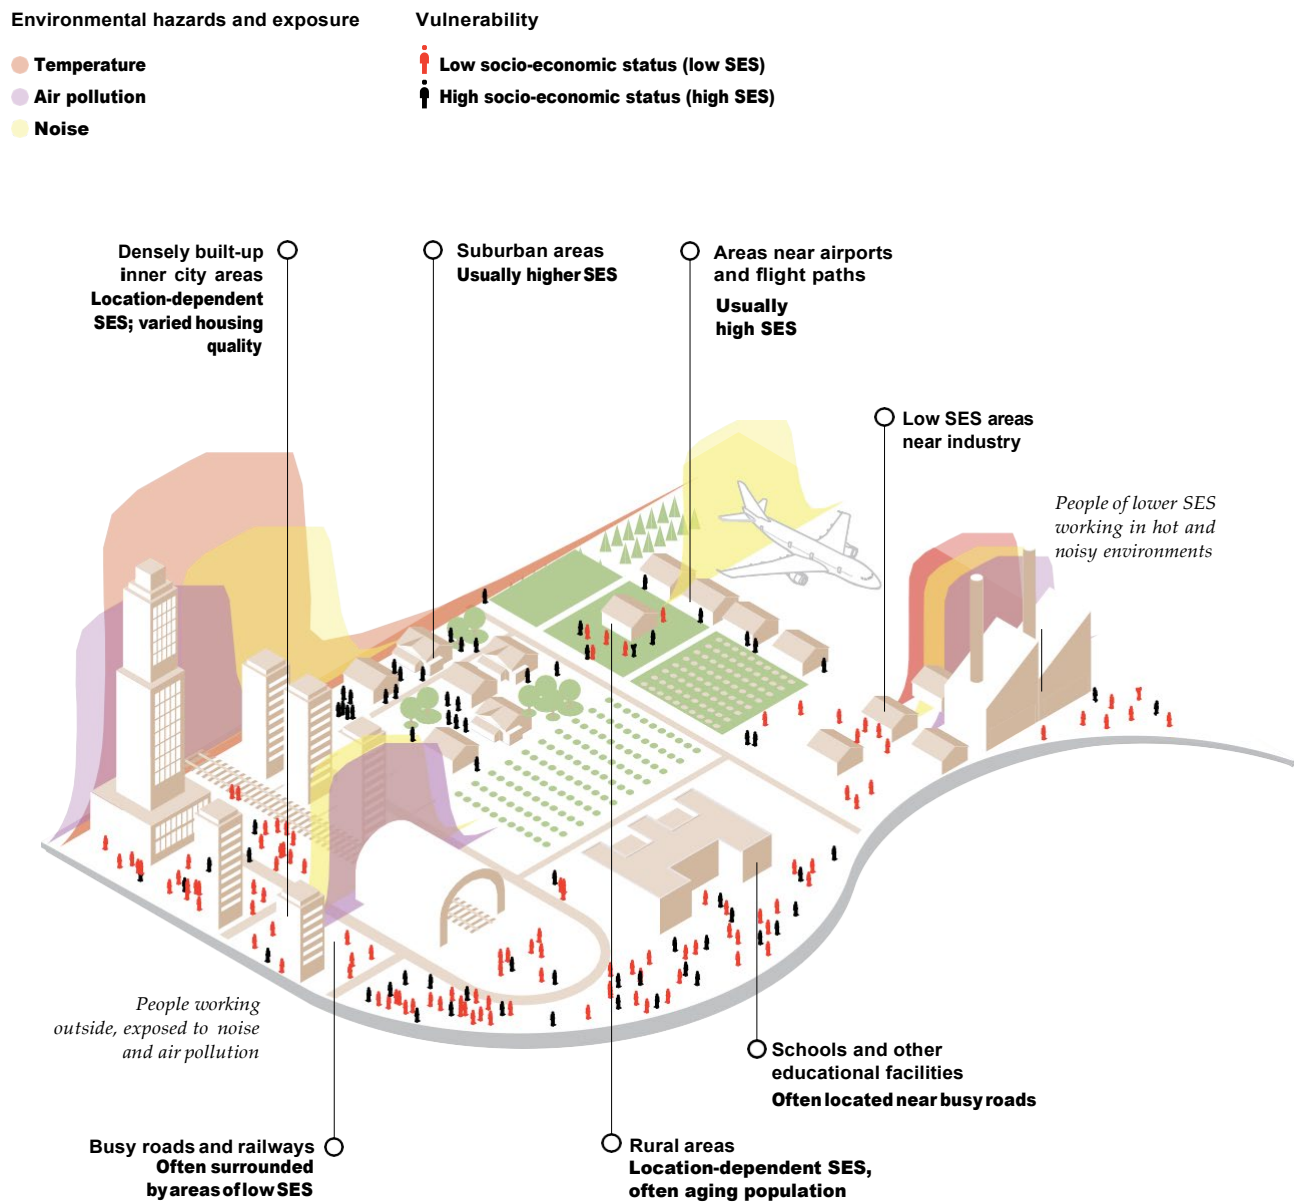 Environmental hazards and exposure
Temperature
Air pollution
Noise
Vulnerability
Low socio-economic status (low SES)
High socio-economic status (high SES)
Densely built-up
inner city areas
Location-dependent
SES; varied housing
quality
Suburban areas
Usually higher SES
Areas near airports
and flight paths
Usually
high SES
Low SES areas
near industry
People of lower SES
working in hot and
noisy environments
People working
outside, exposed to noise
and air pollution
Schools and other
educational facilities
Often located near busy roads
Busy roads and railways
Often surrounded
by areas of low SES
Rural areas
Location-dependent SES,
often aging population